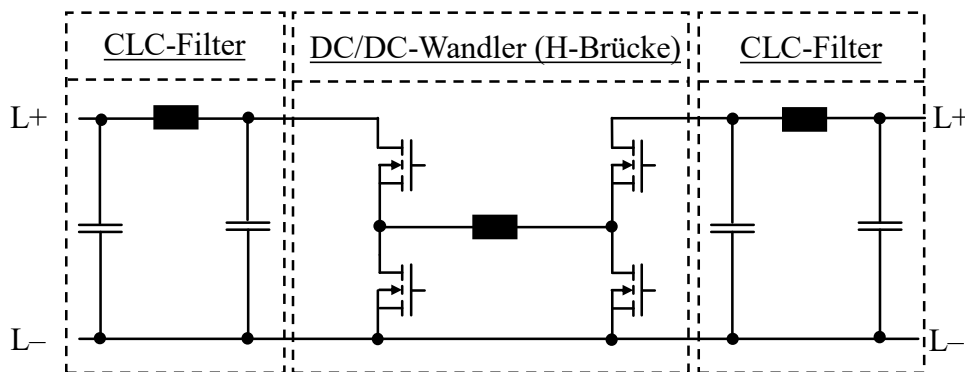 CLC-Filter
DC/DC-Wandler (H-Brücke)
CLC-Filter
L+
L+
L–
L–